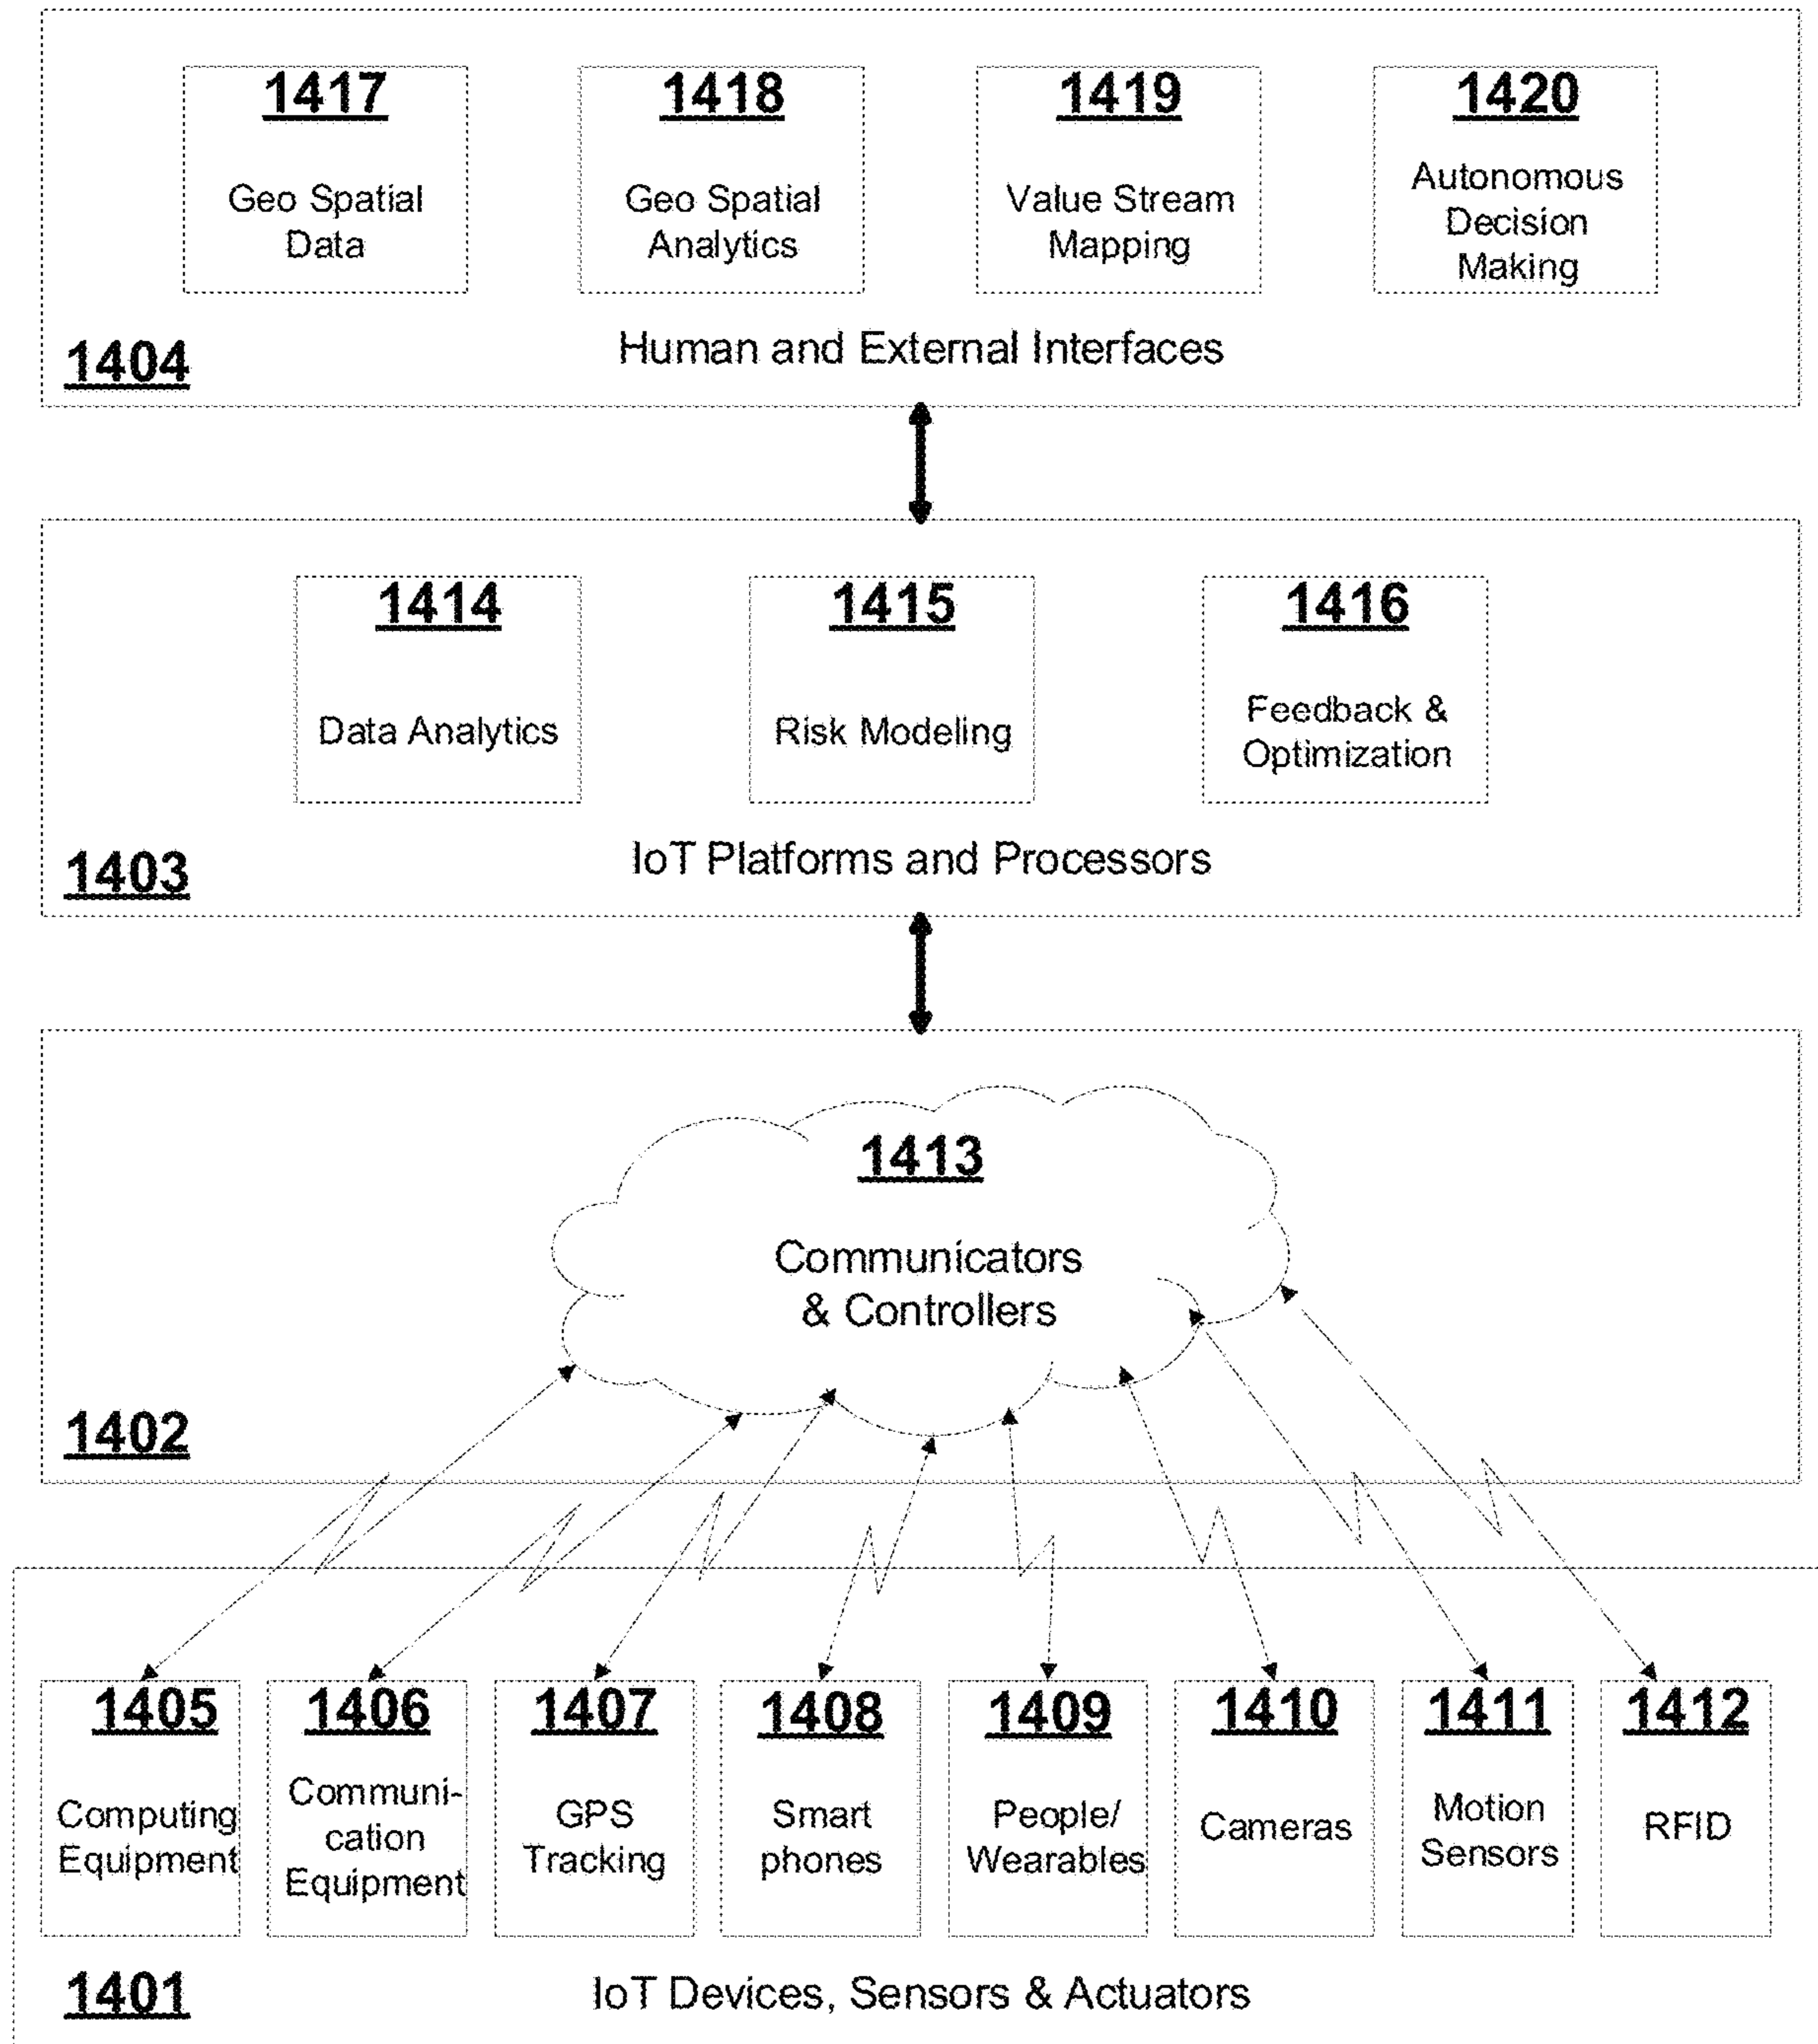 1417
Geo Spatial
Data
1418
Geo Spatial
Analytics
1419
Value Stream
Mapping
1420
Autonomous
Decision
Making
Human and External Interfaces
1404
1414
Data Analytics
1415
Risk Modeling
1416
Feedback &
Optimization
IoT Platforms and Processors
1403
1413
Communicators
& Controllers
1402
1405
Computing
Equipment
1406
Communi-
cation
Equipment
1407
GPS
Tracking
1408
Smart
phones
1409
People/
Wearables
1410
Cameras
1411
Motion
Sensors
1412
RFID
1401
IoT Devices, Sensors & Actuators